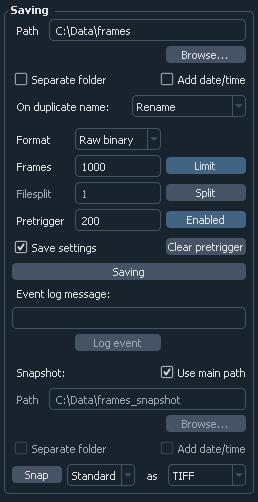 Saving
Path C:\Data\frames
Browse...
Separate folder Add date/time
On duplicate name: Rename
Format Raw binary
Frames 1000 Limit
Filesplit 1 Split
Pretrigger 200 Enabled
Save settings Clear pretrigger
Saving
Event log message:
Log event
Snapshot: Use main path
Path C:\Data\frames_snapshot
Browse...
Separate folder Add date/time
Snap Standard as TIFF